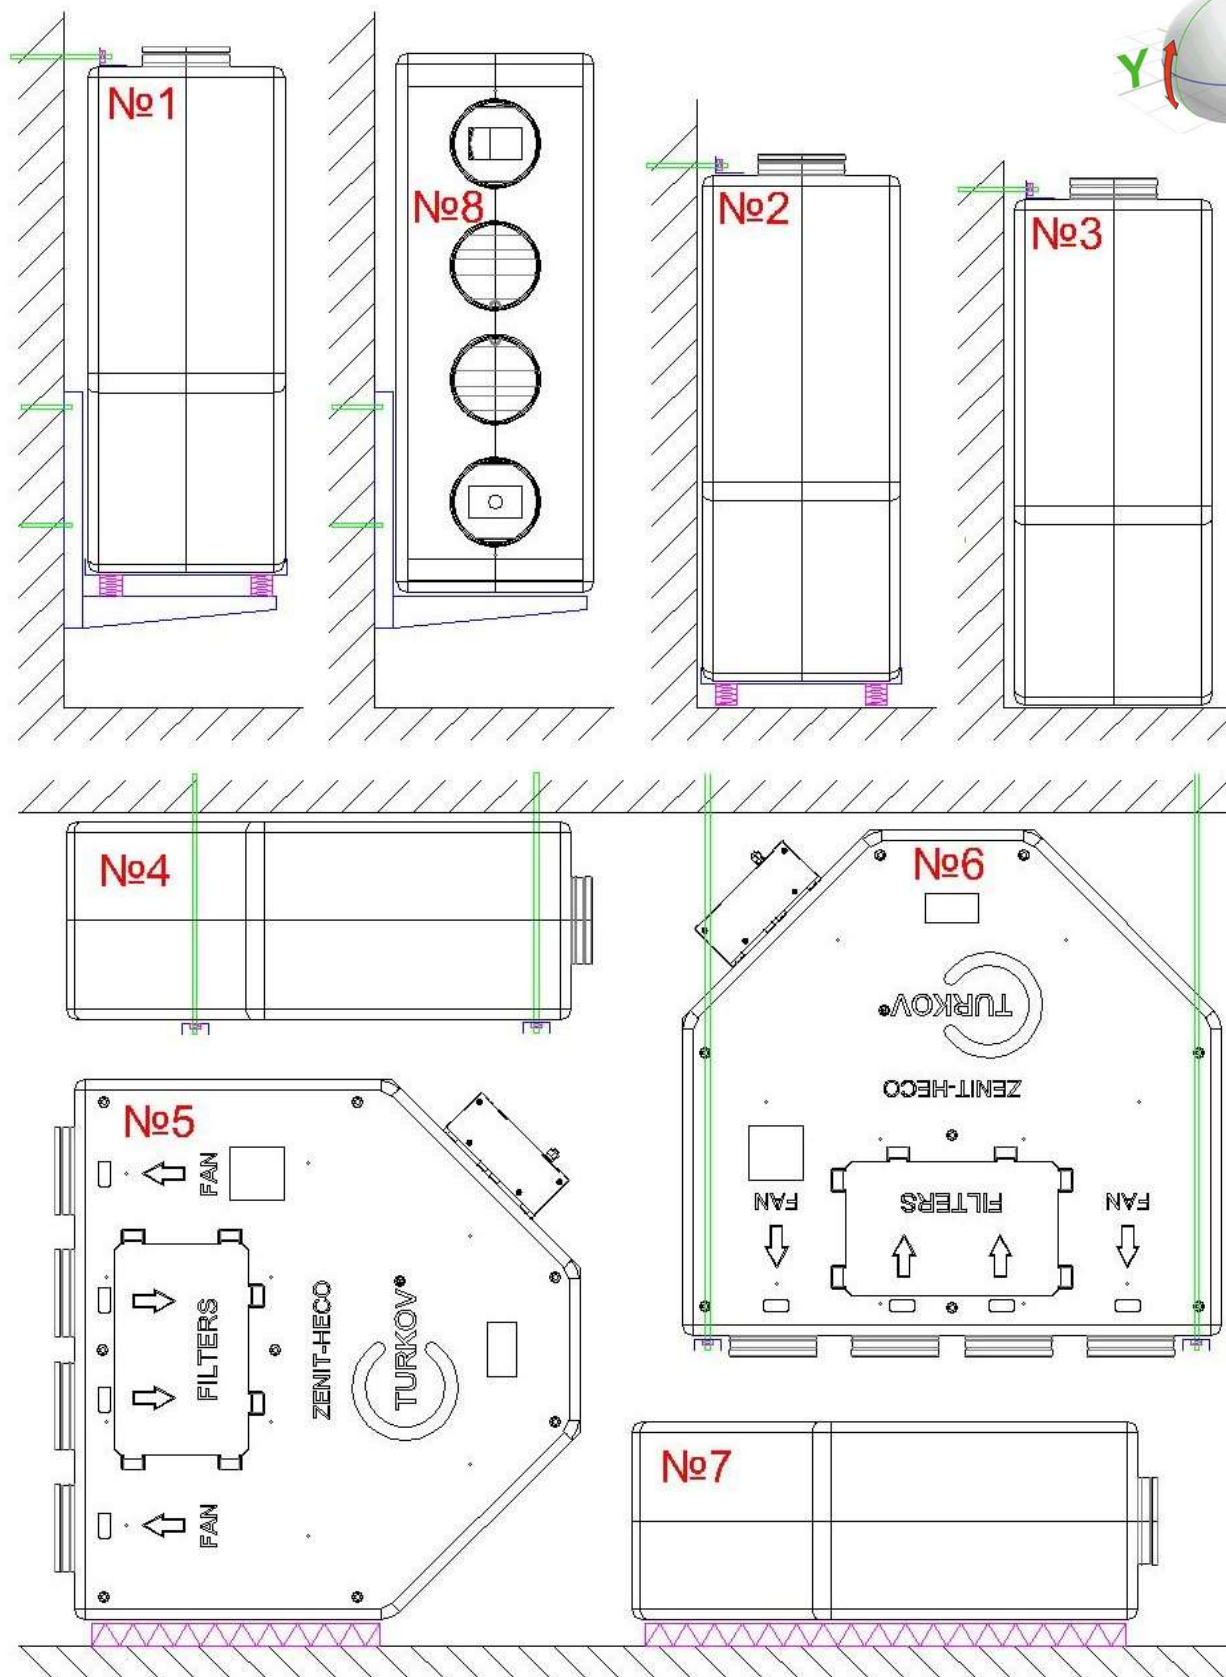 Y
№1
№8
№2
№3
№4
№6
TURKOV
ZENIT-HECO
FAN
FILTERS
FAN
№5
FAN
FILTERS
ZENIT-HECO
TURKOV
FAN
№7